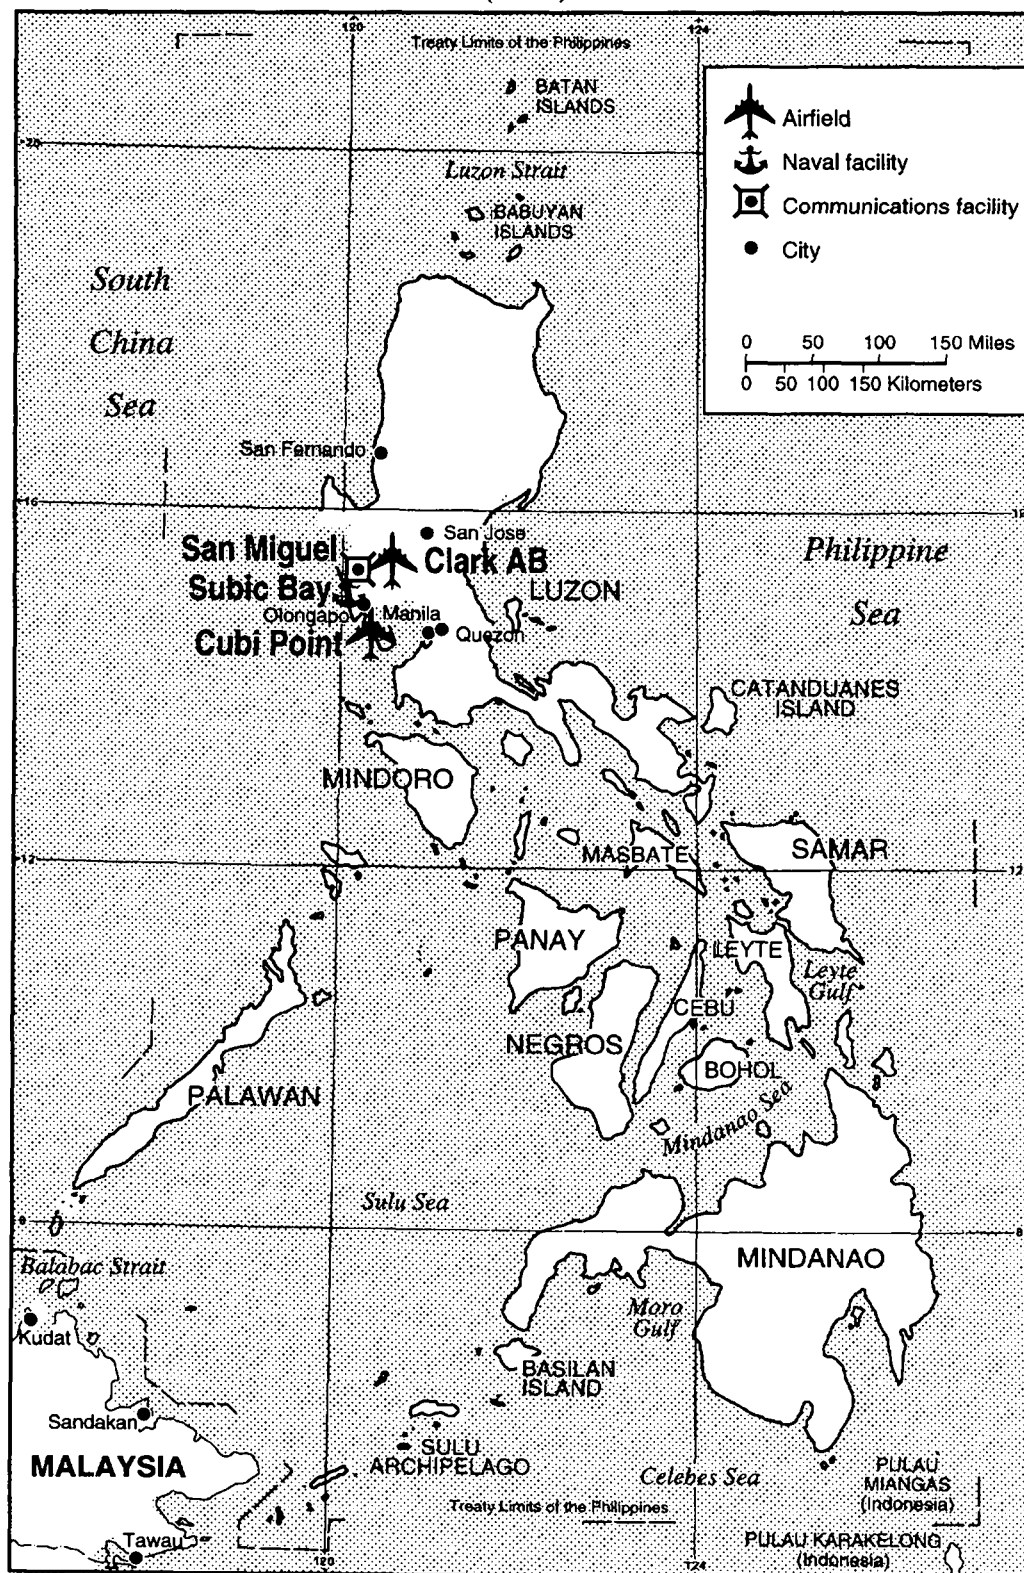 120
124
Treaty Limits of the Philippines
BATAN
ISLANDS
Airfield
Naval facility
Communications facility
City
20
Luzon Strait
BABUYAN
ISLANDS
South
China
Sea
0 50 100 150 Miles
0 50 100 150 Kilometers
San Fernando
16
San Jose
San Miguel
Clark AB
Philippine
Sea
Subic Bay
LUZON
Olongapo
Manila
Quezon
Cubi Point
CATANDUANES
ISLAND
MINDORO
MASBATE
SAMAR
12
12
PANAY
LEYTE
Leyte
Gulf
CEBU
NEGROS
BOHOL
PALAWAN
Mindanao Sea
Sulu Sea
8
8
Balabac Strait
MINDANAO
Moro
Gulf
Kudat
BASILAN
ISLAND
Sandakan
SULU
ARCHIPELAGO
MALAYSIA
Celebes Sea
PULAU
MIANGAS
(Indonesia)
Treaty Limits of the Philippines
Tawau
PULAU KARAKELONG
(Indonesia)
120
124